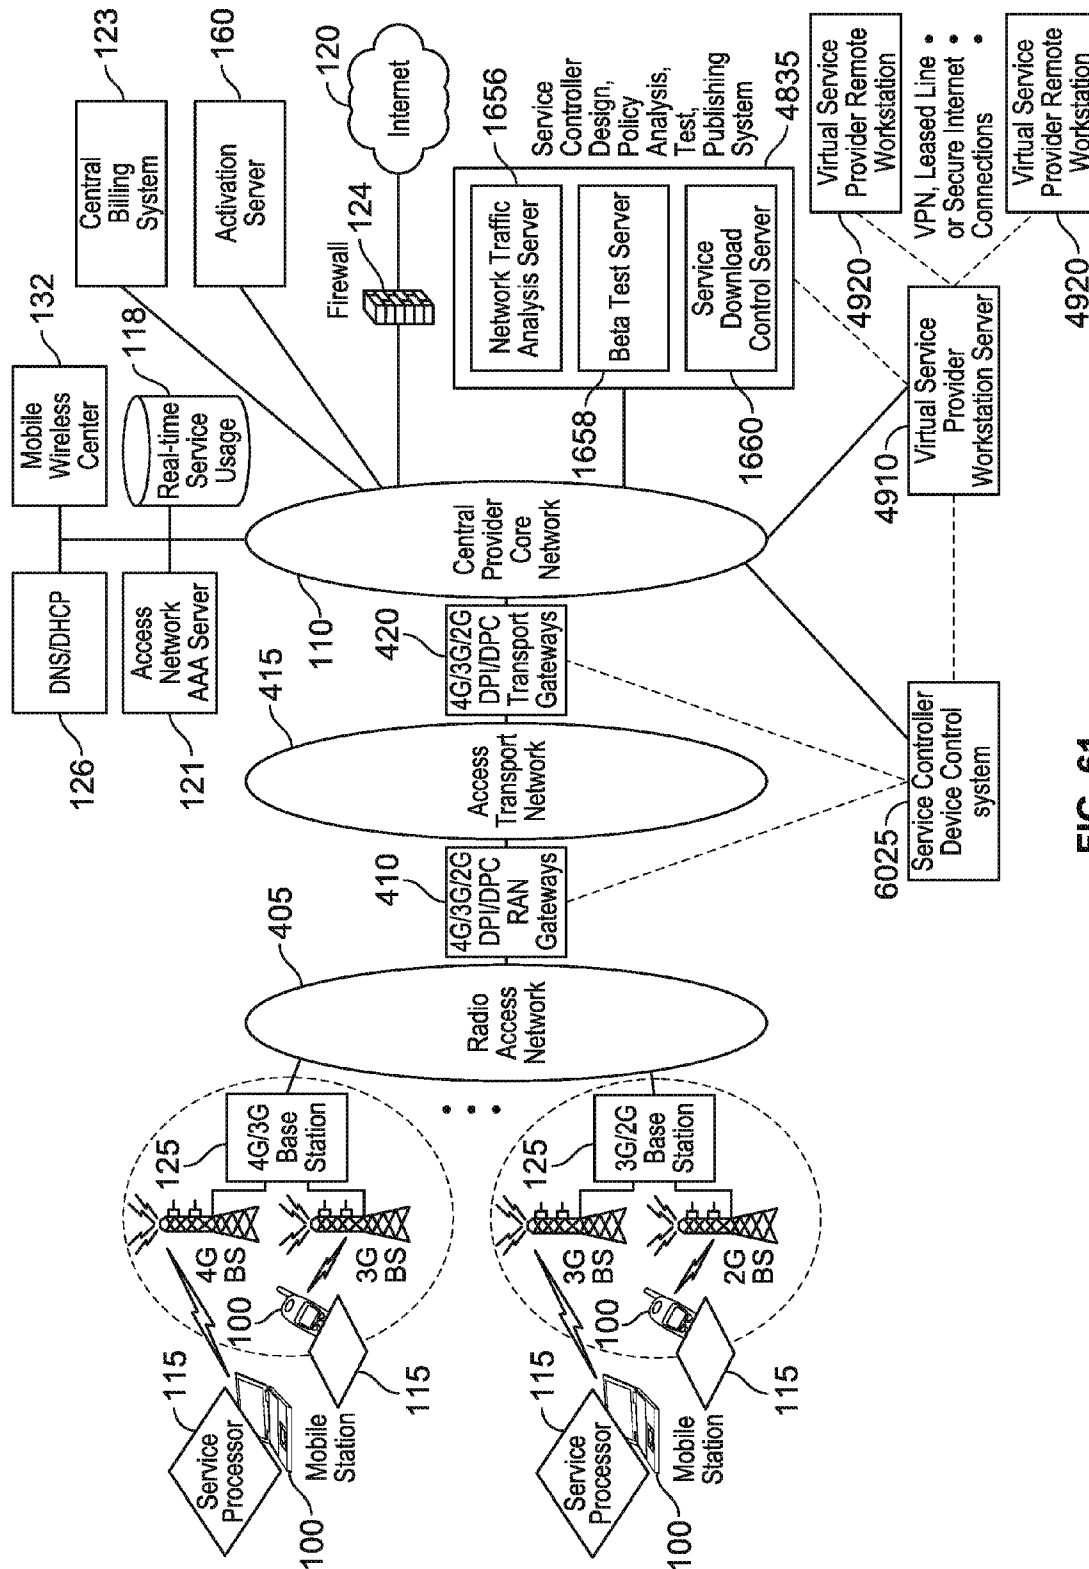 126
DNS/DHCP
Mobile
Wireless
Center
132
121
Access
Network
AAA Server
Real-time
Service
Usage
118
Central
Billing
System
123
Activation
Server
160
Firewall
124
Internet
120
405
410
415
420
110
Radio
Access
Network
4G/3G/2G
DPI/DPC
RAN
Gateways
Access
Transport
Network
4G/3G/2G
DPI/DPC
Transport
Gateways
Central
Provider
Core
Network
1656
Network Traffic
Analysis Server
1658
Beta Test Server
1660
Service
Download
Control Server
Service
Controller
Design,
Policy
Analysis,
Test,
Publishing
System
4835
115
Service
Processor
100
Mobile
Station
100
115
4G
BS
3G
BS
125
4G/3G
Base
Station
115
Service
Processor
100
Mobile
Station
100
115
3G
BS
2G
BS
125
3G/2G
Base
Station
6025
Service Controller
Device Control
system
4910
Virtual Service
Provider
Workstation Server
4920
Virtual Service
Provider Remote
Workstation
VPN, Leased Line
or Secure Internet
Connections
4920
Virtual Service
Provider Remote
Workstation
FIG. 61